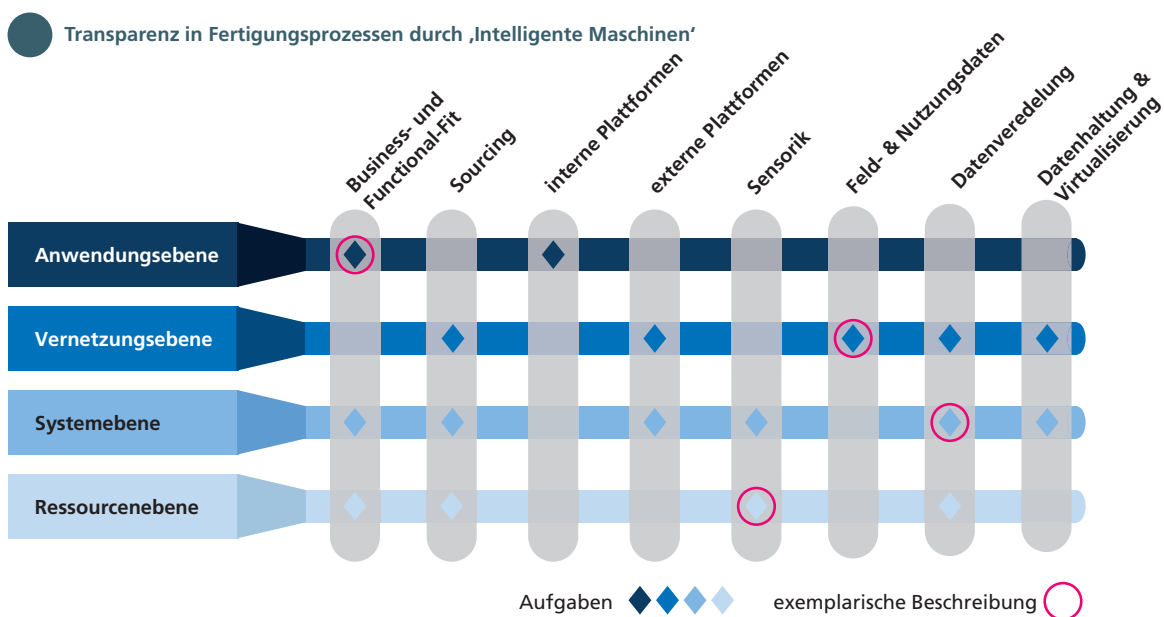 Transparenz in Fertigungsprozessen durch ‚Intelligente Maschinen‘
Business- und
Functional-Fit
Sourcing
interne Plattformen
externe Plattformen
Sensorik
Feld- & Nutzungsdaten
Datenveredelung
Datenhaltung &
Virtualisierung
Anwendungsebene
Vernetzungsebene
Systemebene
Ressourcenebene
Aufgaben
exemplarische Beschreibung